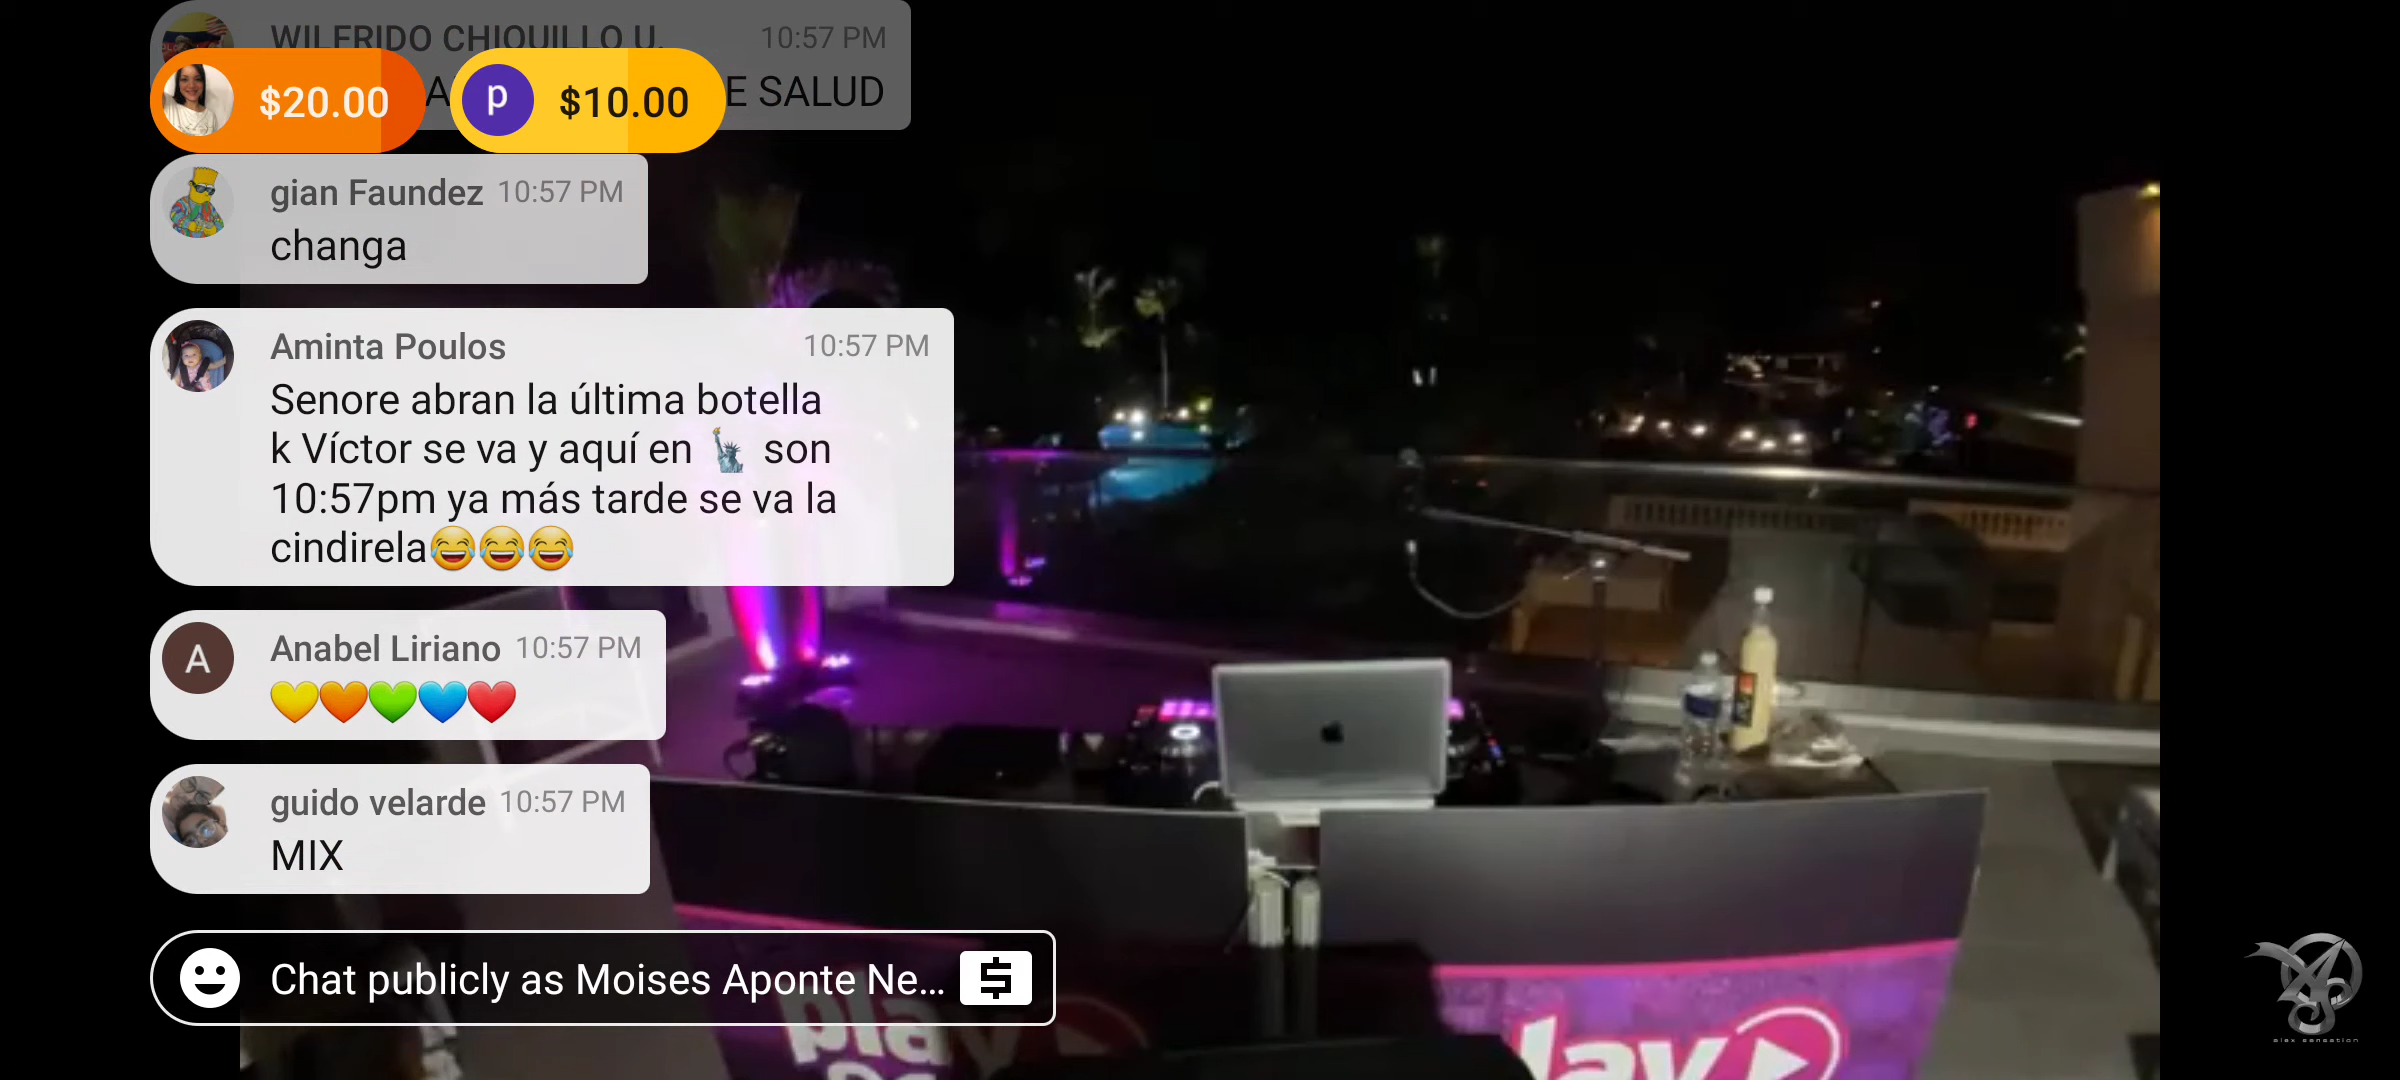 WILFRIDO CHIQUILLO U. 10:57 PM
$20.00
$10.00
E SALUD
gian Faundez 10:57 PM
changa
Aminta Poulos 10:57 PM
Senore abran la última botella
k Víctor se va y aquí en 🗽 son
10:57pm ya más tarde se va la
cindirela😂😂😂
A
Anabel Liriano 10:57 PM
💛🧡💚💙❤️
guido velarde 10:57 PM
MIX
Chat publicly as Moises Aponte Ne...
alex sensation